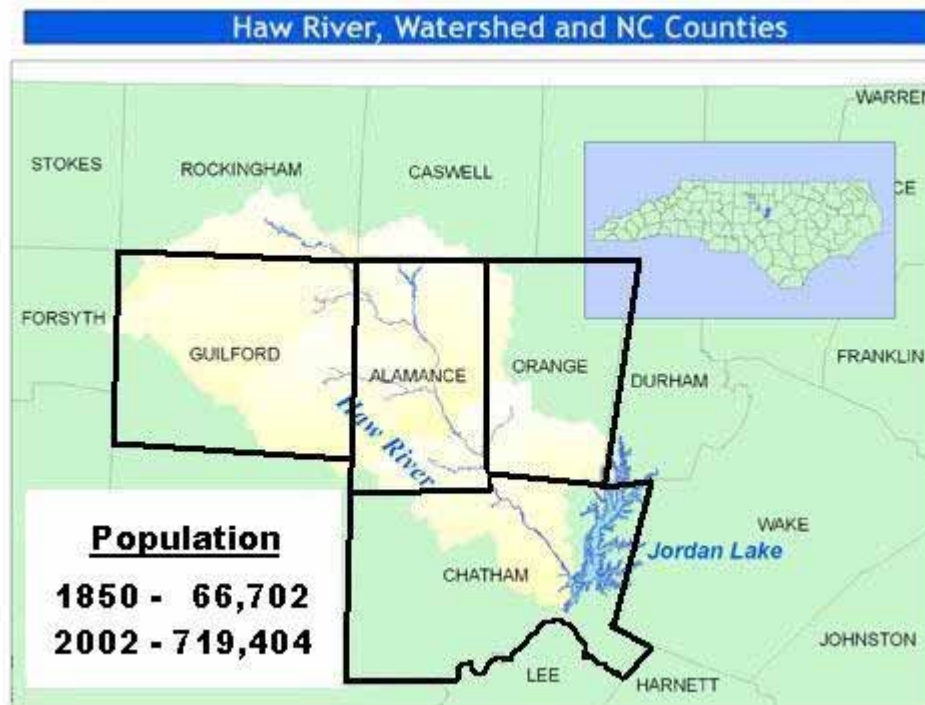 Haw River, Watershed and NC Counties
WARREN
STOKES
ROCKINGHAM
CASWELL
CE
FORSYTH
GUILFORD
ALAMANCE
ORANGE
DURHAM
FRANKLIN
Haw River
Population
1850 - 66,702
2002 - 719,404
WAKE
Jordan Lake
CHATHAM
JOHNSTON
LEE
HARNETT